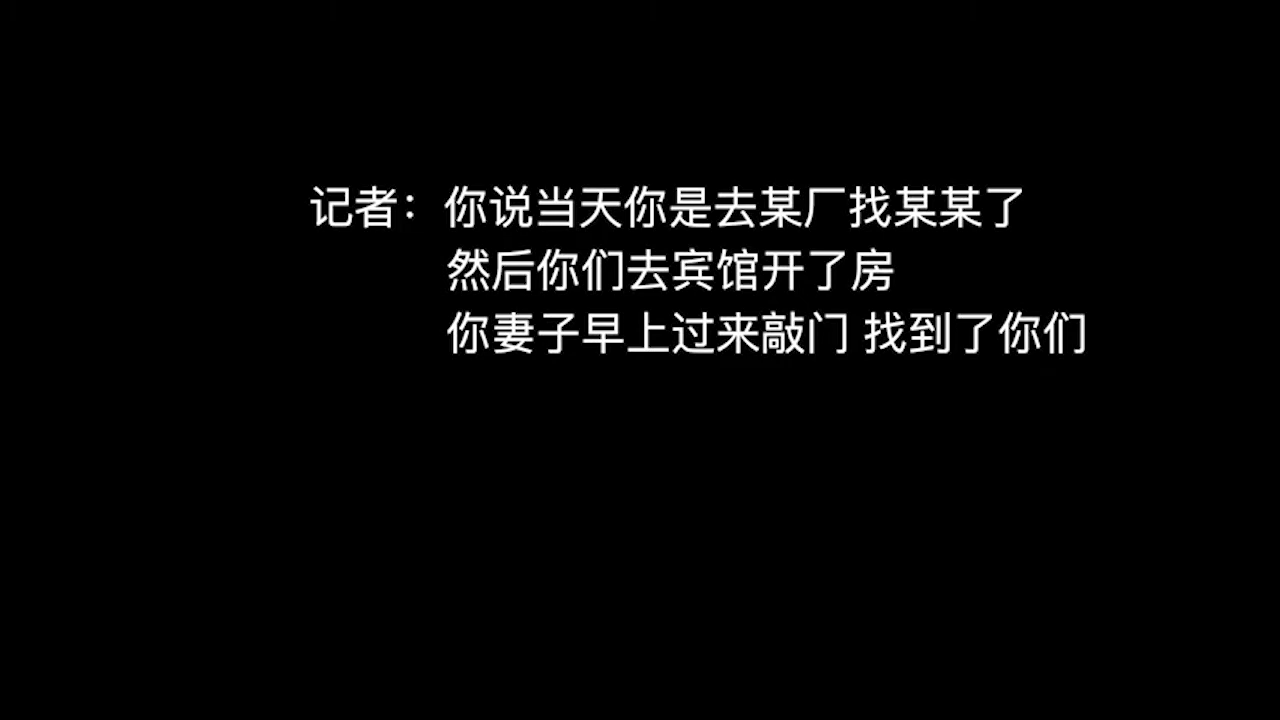 记者：你说当天你是去某厂找某某了
然后你们去宾馆开了房
你妻子早上过来敲门 找到了你们